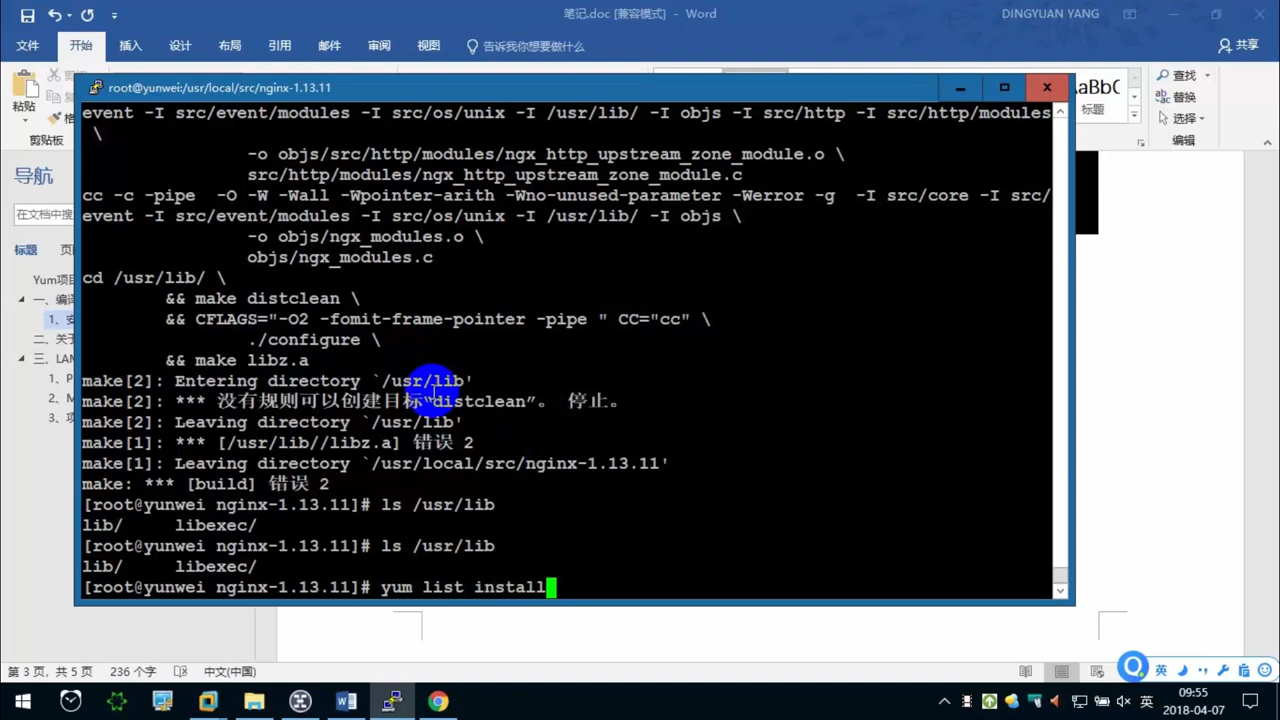 笔记.doc [兼容模式] - Word
DINGYUAN YANG
文件 开始 插入 设计 布局 引用 邮件 审阅 视图 告诉我你想要做什么 共享
粘贴
剪贴板
标题
查找
替换
选择
编辑
导航
标题
root@yunwei:/usr/local/src/nginx-1.13.11
event -I src/event/modules -I src/os/unix -I /usr/lib/ -I objs -I src/http -I src/http/modules
\
-o objs/src/http/modules/ngx_http_upstream_zone_module.o \
src/http/modules/ngx_http_upstream_zone_module.c
cc -c -pipe -O -W -Wall -Wpointer-arith -Wno-unused-parameter -Werror -g -I src/core -I src/
event -I src/event/modules -I src/os/unix -I /usr/lib/ -I objs \
-o objs/ngx_modules.o \
objs/ngx_modules.c
cd /usr/lib/ \
&& make distclean \
&& CFLAGS="-O2 -fomit-frame-pointer -pipe " CC="cc" \
./configure \
&& make libz.a
make[2]: Entering directory `/usr/lib'
make[2]: *** 没有规则可以创建目标“distclean”。 停止。
make[2]: Leaving directory `/usr/lib'
make[1]: *** [/usr/lib//libz.a] 错误 2
make[1]: Leaving directory `/usr/local/src/nginx-1.13.11'
make: *** [build] 错误 2
[root@yunwei nginx-1.13.11]# ls /usr/lib
lib/ libexec/
[root@yunwei nginx-1.13.11]# ls /usr/lib
lib/ libexec/
[root@yunwei nginx-1.13.11]# yum list install
第 3 页, 共 5 页 236 个字 中文(中国)
英
英
09:55
2018-04-07